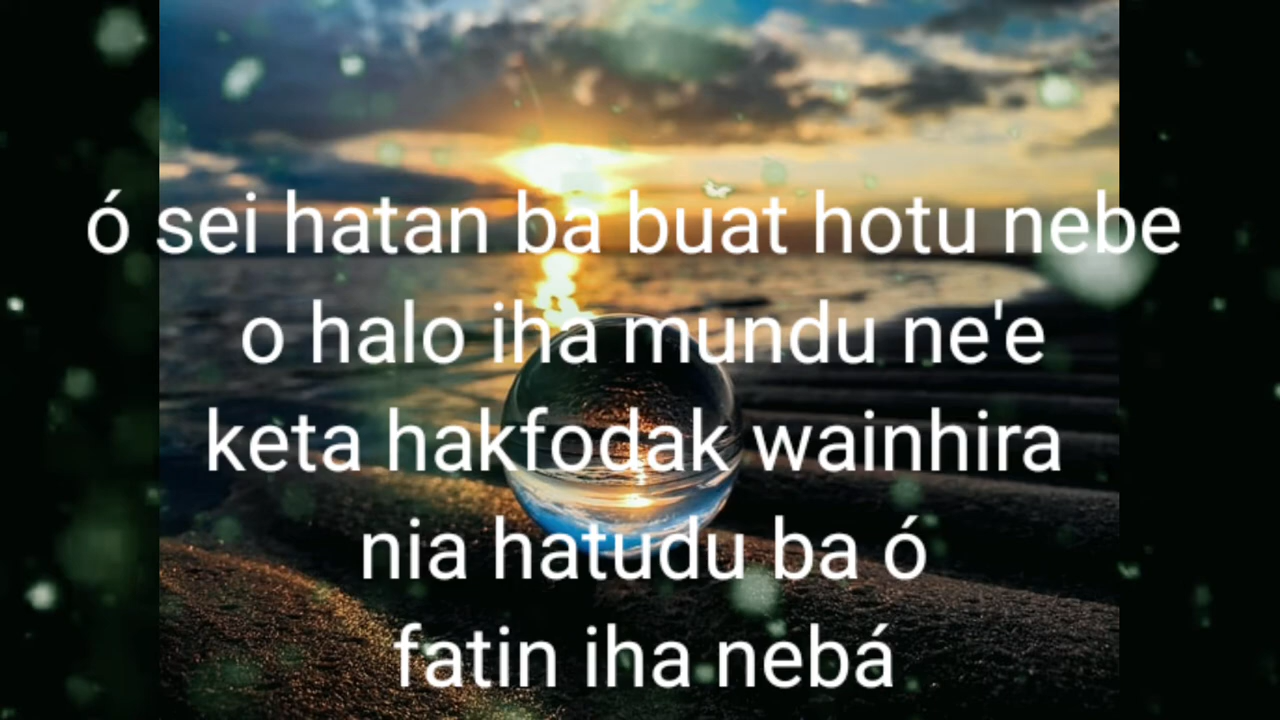 ó sei hatan ba buat hotu nebe
o halo iha mundu ne'e
keta hakfodak wainhira
nia hatudu ba ó
fatin iha nebá